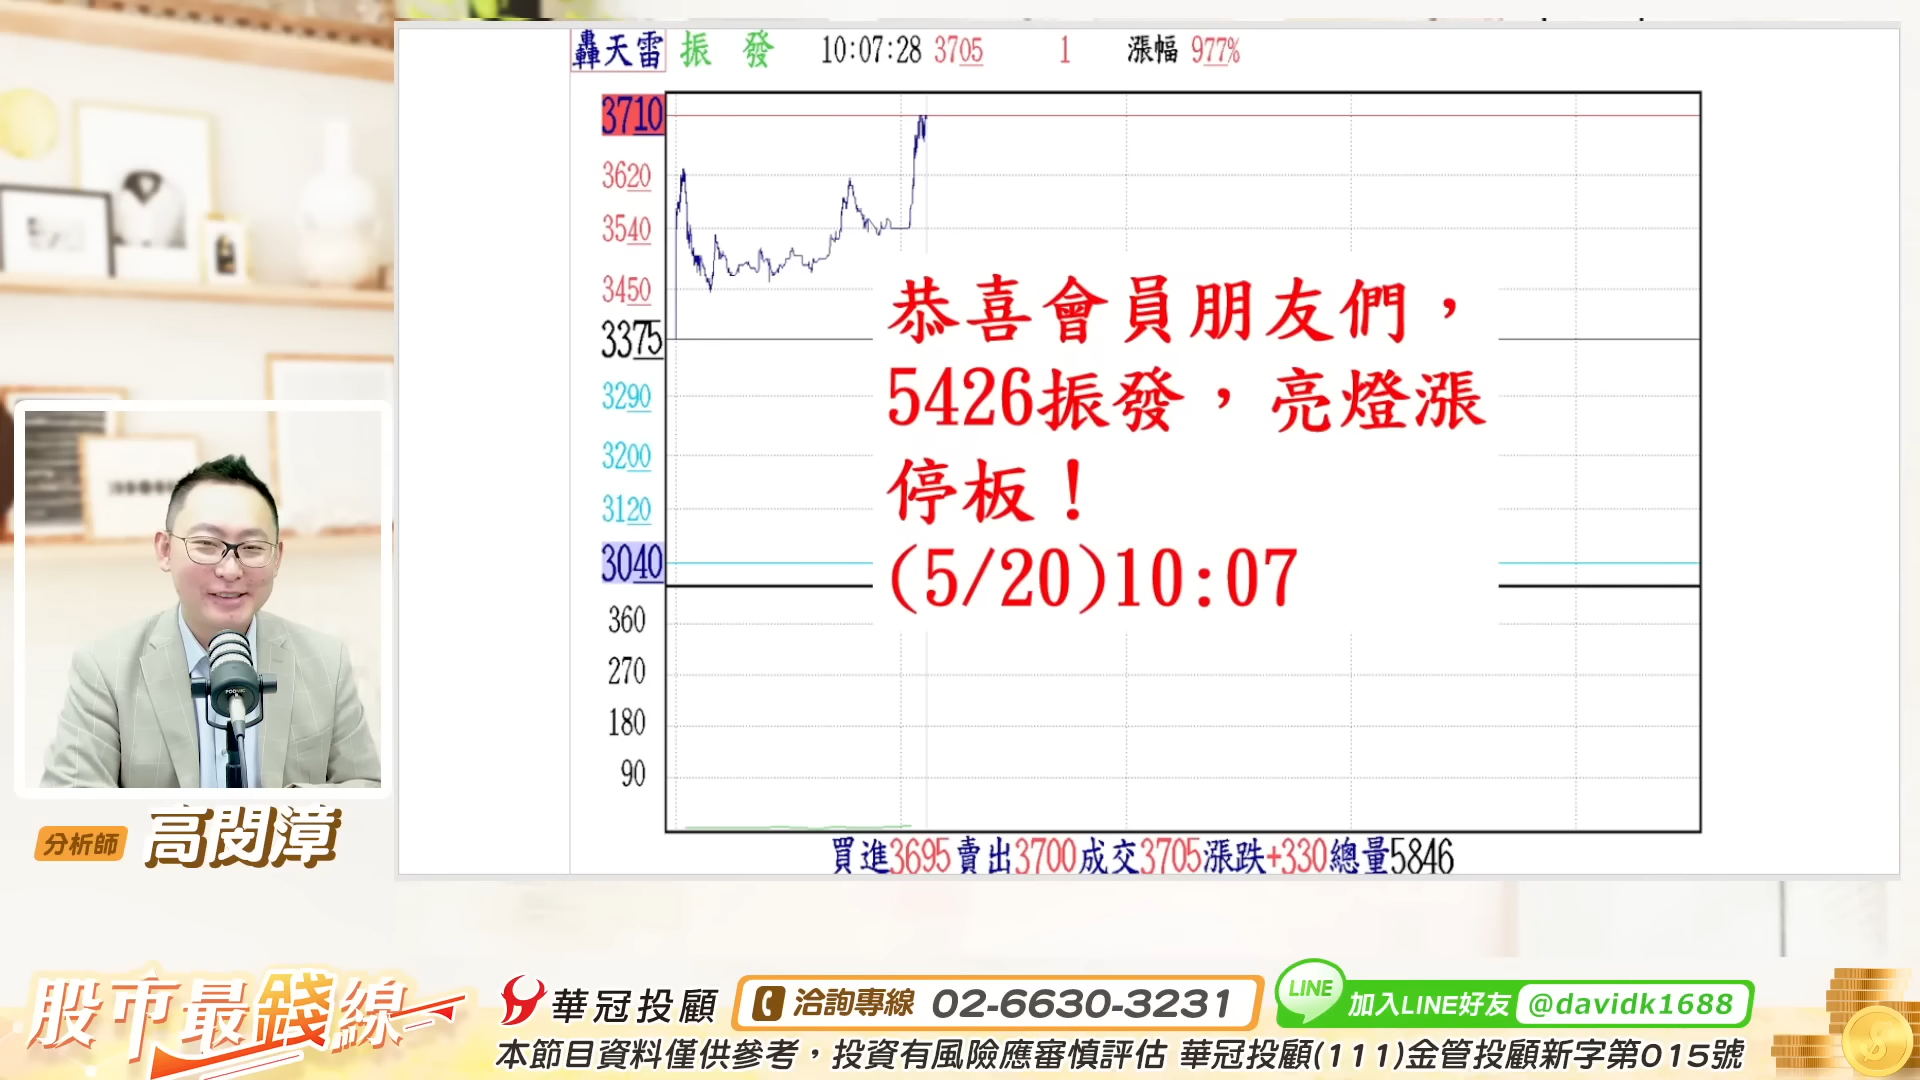 轟天雷 振 發 10:07:28 3705 1 漲幅 977%
3710
3620
3540
3450
3375
3290
3200
3120
3040
360
270
180
90
恭喜會員朋友們，
5426振發，亮燈漲
停板！
(5/20)10:07
買進3695賣出3700成交3705漲跌+330總量5846
分析師 高閔漳
股市最錢線
華冠投顧 洽詢專線 02-6630-3231 LINE 加入LINE好友 @davidk1688
本節目資料僅供參考，投資有風險應審慎評估 華冠投顧(111)金管投顧新字第015號